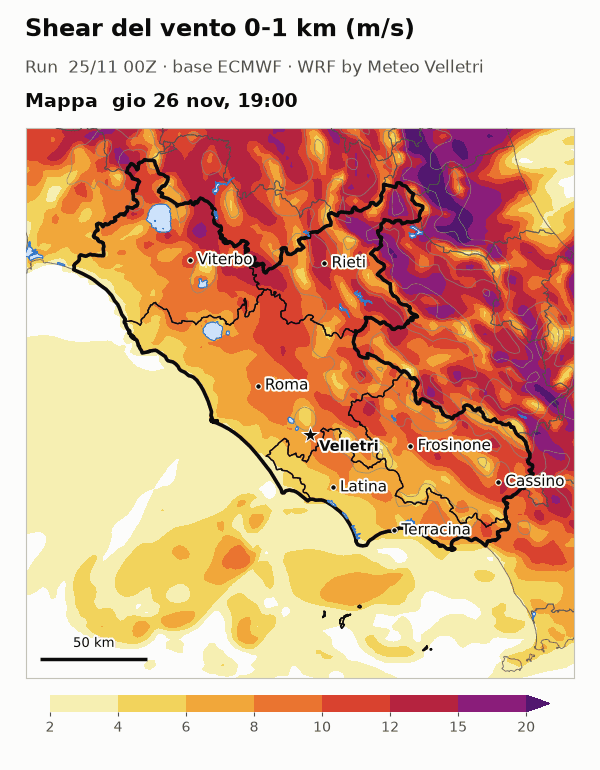 Shear del vento 0-1 km (m/s)
Run  25/11 00Z · base ECMWF · WRF by Meteo Velletri
Mappa  gio 26 nov, 19:00
Viterbo
Rieti
Roma
Velletri
Frosinone
Latina
Cassino
Terracina
50 km
2 4 6 8 10 12 15 20